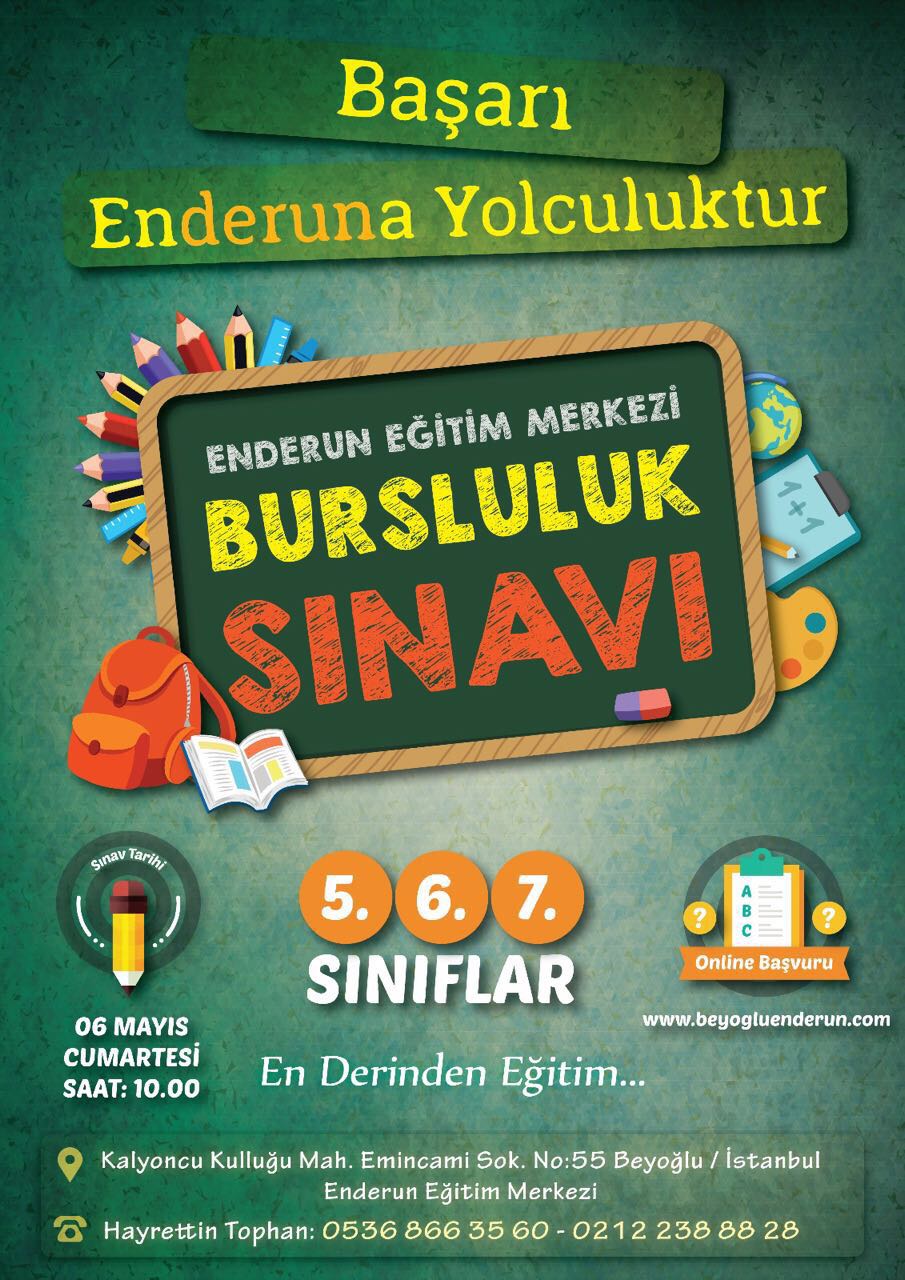 Başarı
Enderuna Yolculuktur
ENDERUN EĞİTİM MERKEZİ
BURSLULUK
SINAVI
1+1
Sınav Tarihi
06 MAYIS
CUMARTESİ
SAAT: 10.00
5. 6. 7.
SINIFLAR
En Derinden Eğitim...
A
B
C
? ?
Online Başvuru
www.beyogluenderun.com
Kalyoncu Kulluğu Mah. Emincami Sok. No:55 Beyoğlu / İstanbul
Enderun Eğitim Merkezi
Hayrettin Tophan: 0536 866 35 60 - 0212 238 88 28